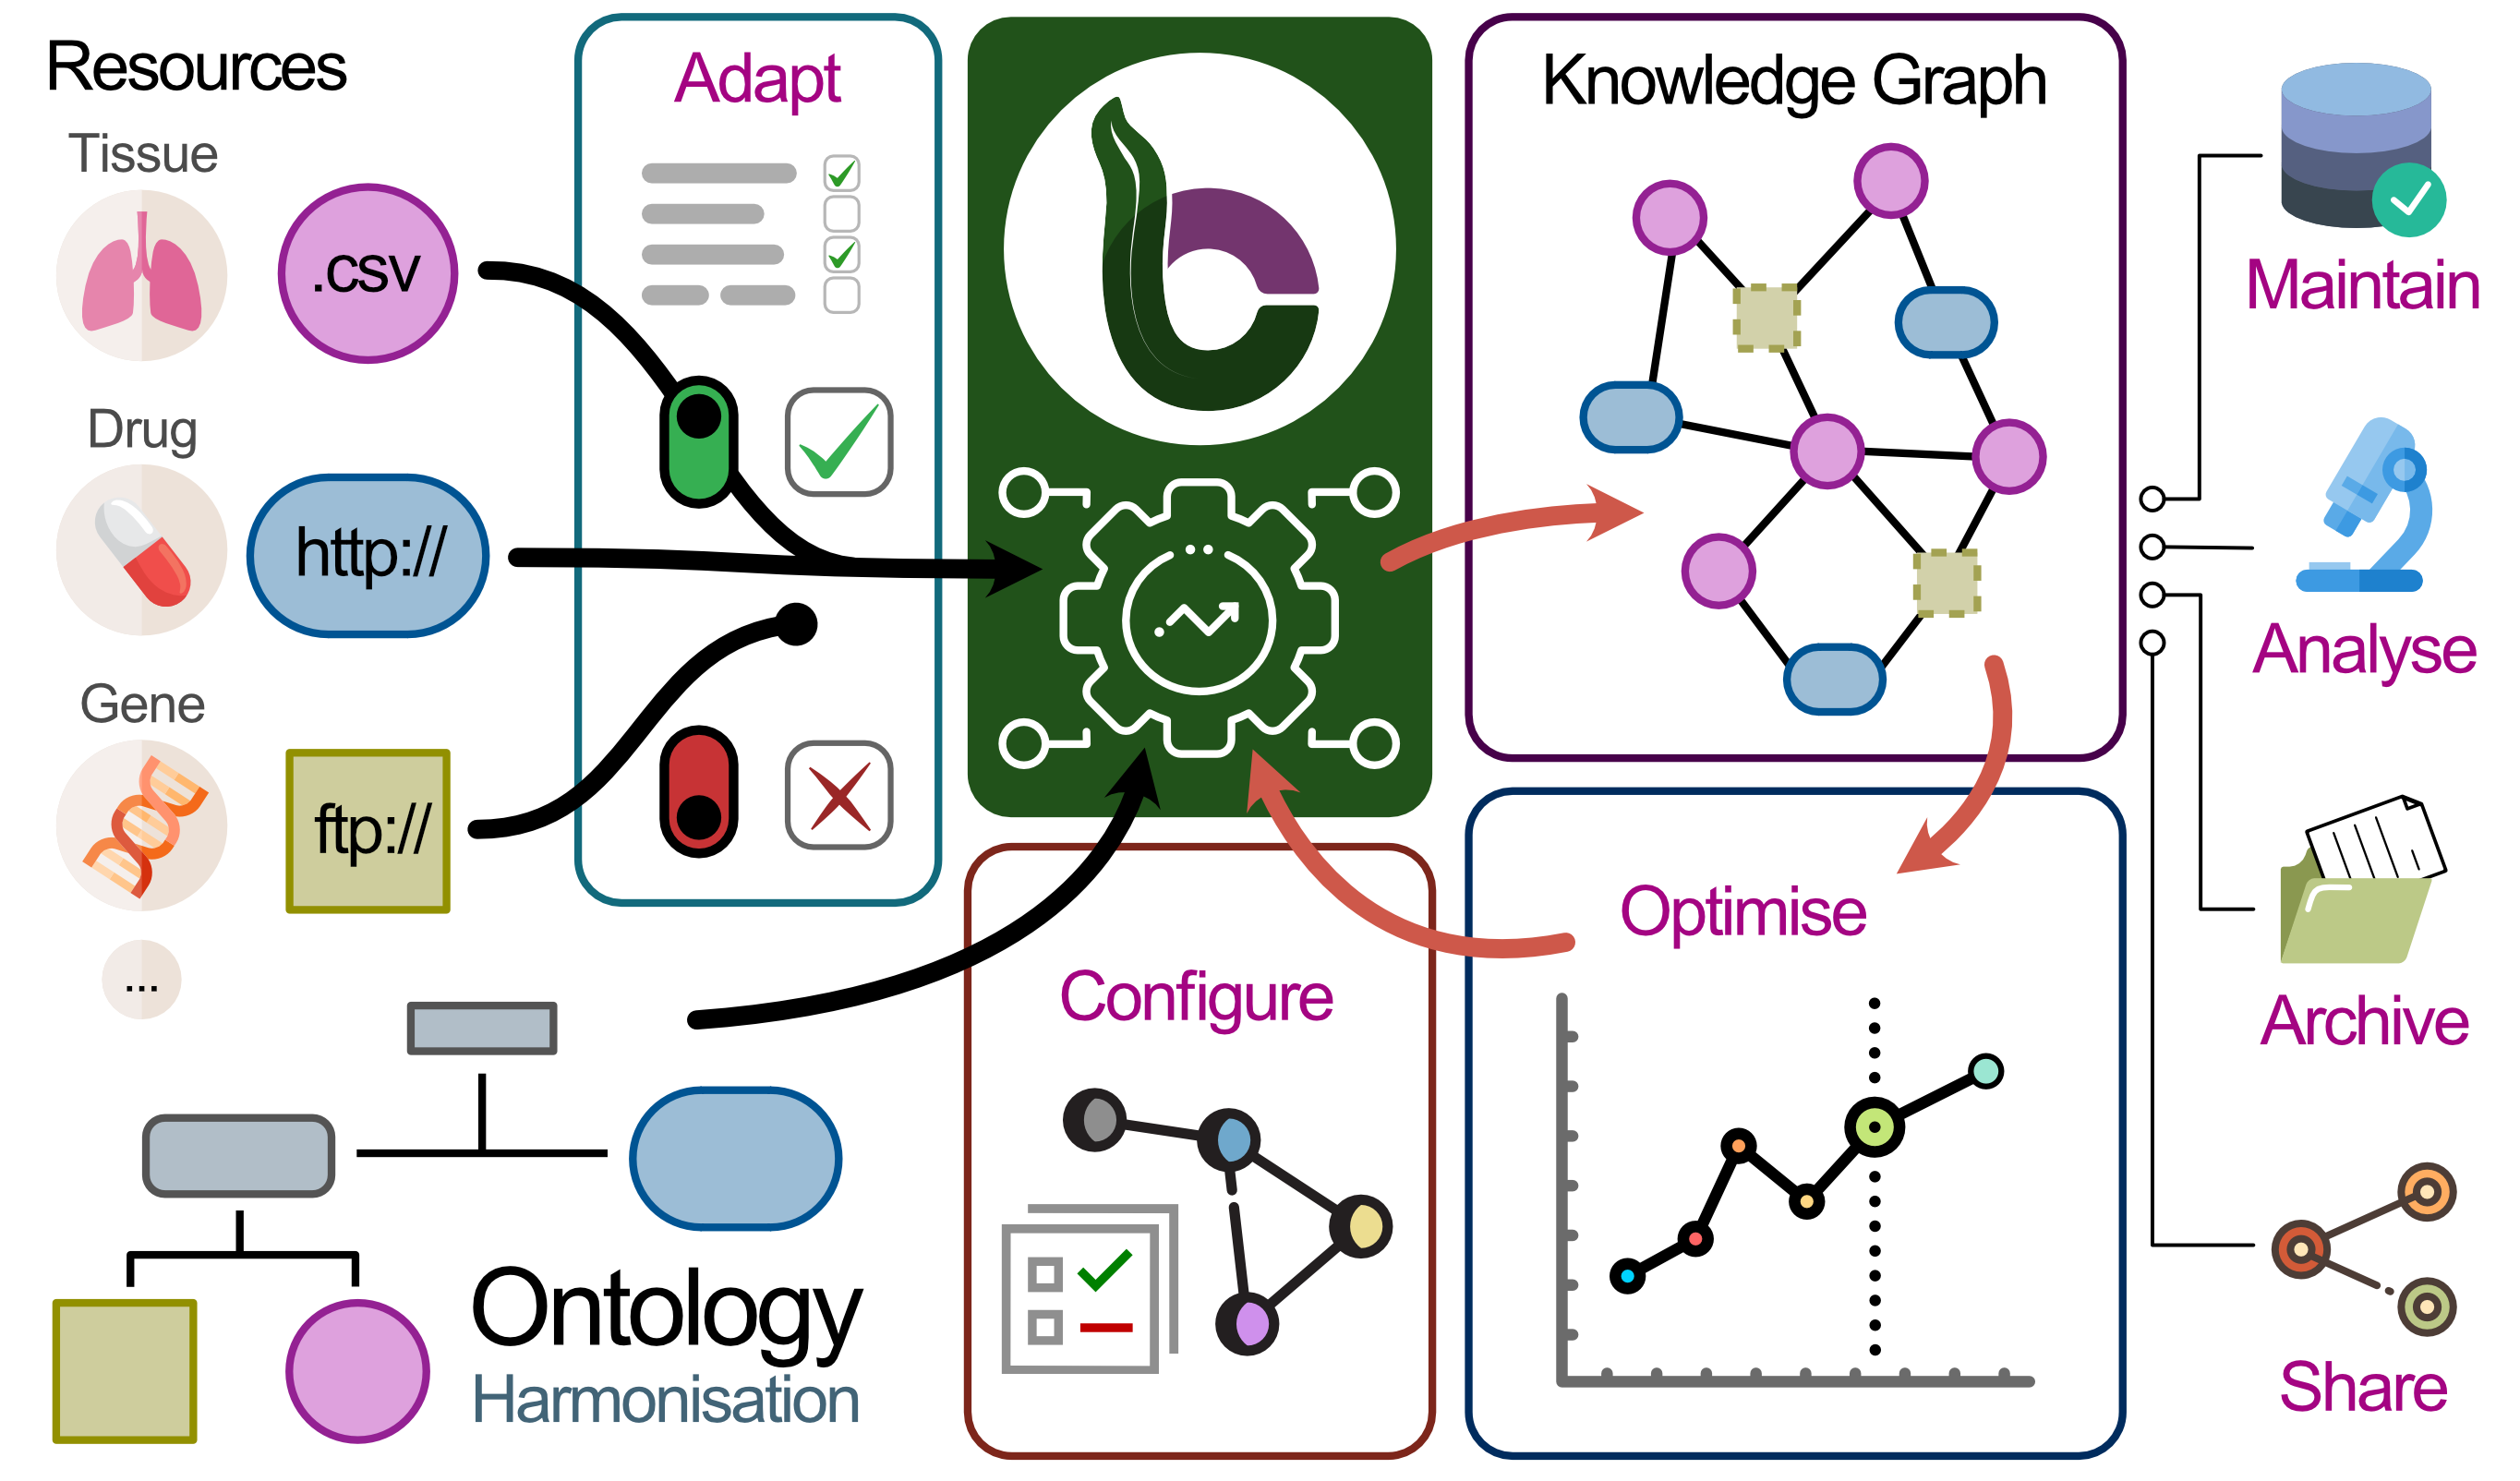 Resources
Tissue
.csv
Drug
http://
Gene
ftp://
...
Ontology
Harmonisation
Adapt
Configure
Knowledge Graph
Optimise
Maintain
Analyse
Archive
Share